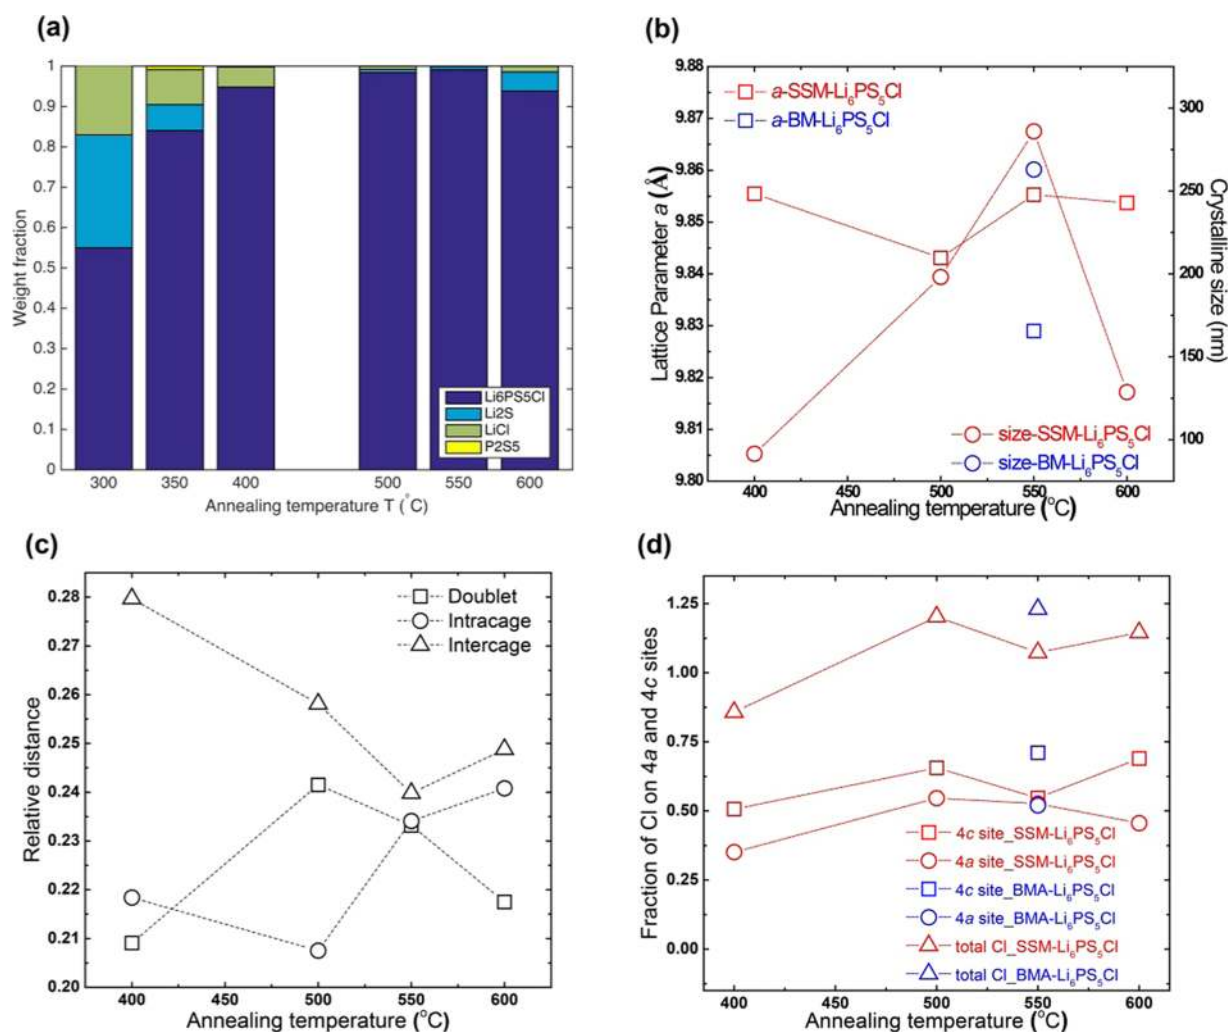 (a)
1
0.9
0.8
0.7
0.6
0.5
0.4
0.3
0.2
0.1
0
Weight fraction
Li6PS5Cl
Li2S
LiCl
P2S5
300 350 400 500 550 600
Annealing temperature T (°C)
(b)
9.88
9.87
9.86
9.85
9.84
9.83
9.82
9.81
9.80
Lattice Parameter a (Å)
a-SSM-Li₆PS₅Cl
a-BM-Li₆PS₅Cl
size-SSM-Li₆PS₅Cl
size-BM-Li₆PS₅Cl
300
250
200
150
100
Crystalline size (nm)
400 450 500 550 600
Annealing temperature (°C)
(c)
0.28
0.27
0.26
0.25
0.24
0.23
0.22
0.21
0.20
Relative distance
Doublet
Intracage
Intercage
400 450 500 550 600
Annealing temperature (°C)
(d)
1.25
1.00
0.75
0.50
0.25
0.00
Fraction of Cl on 4a and 4c sites
4c site_SSM-Li₆PS₅Cl
4a site_SSM-Li₆PS₅Cl
4c site_BMA-Li₆PS₅Cl
4a site_BMA-Li₆PS₅Cl
total Cl_SSM-Li₆PS₅Cl
total Cl_BMA-Li₆PS₅Cl
400 450 500 550 600
Annealing temperature (°C)